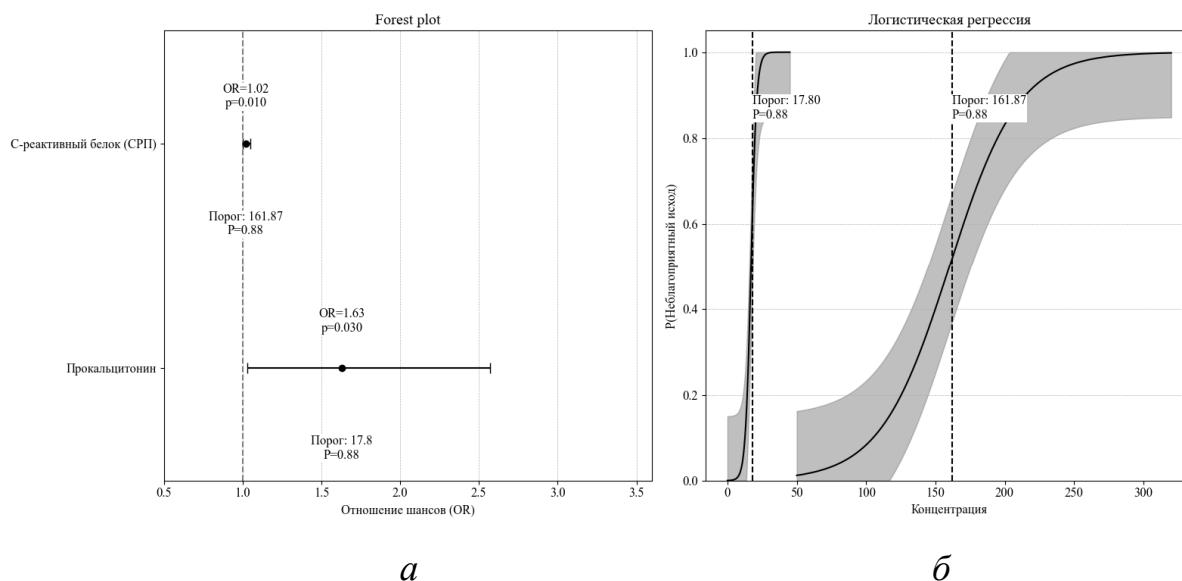 Forest plot
OR=1.02
p=0.010
С-реактивный белок (СРП)
Порог: 161.87
P=0.88
OR=1.63
p=0.030
Прокальцитонин
Порог: 17.8
P=0.88
0.5 1.0 1.5 2.0 2.5 3.0 3.5
Отношение шансов (OR)
а
Логистическая регрессия
1.0
Порог: 17.80
P=0.88
Порог: 161.87
P=0.88
0.8
0.6
P(Неблагоприятный исход)
0.4
0.2
0.0
0 50 100 150 200 250 300
Концентрация
б